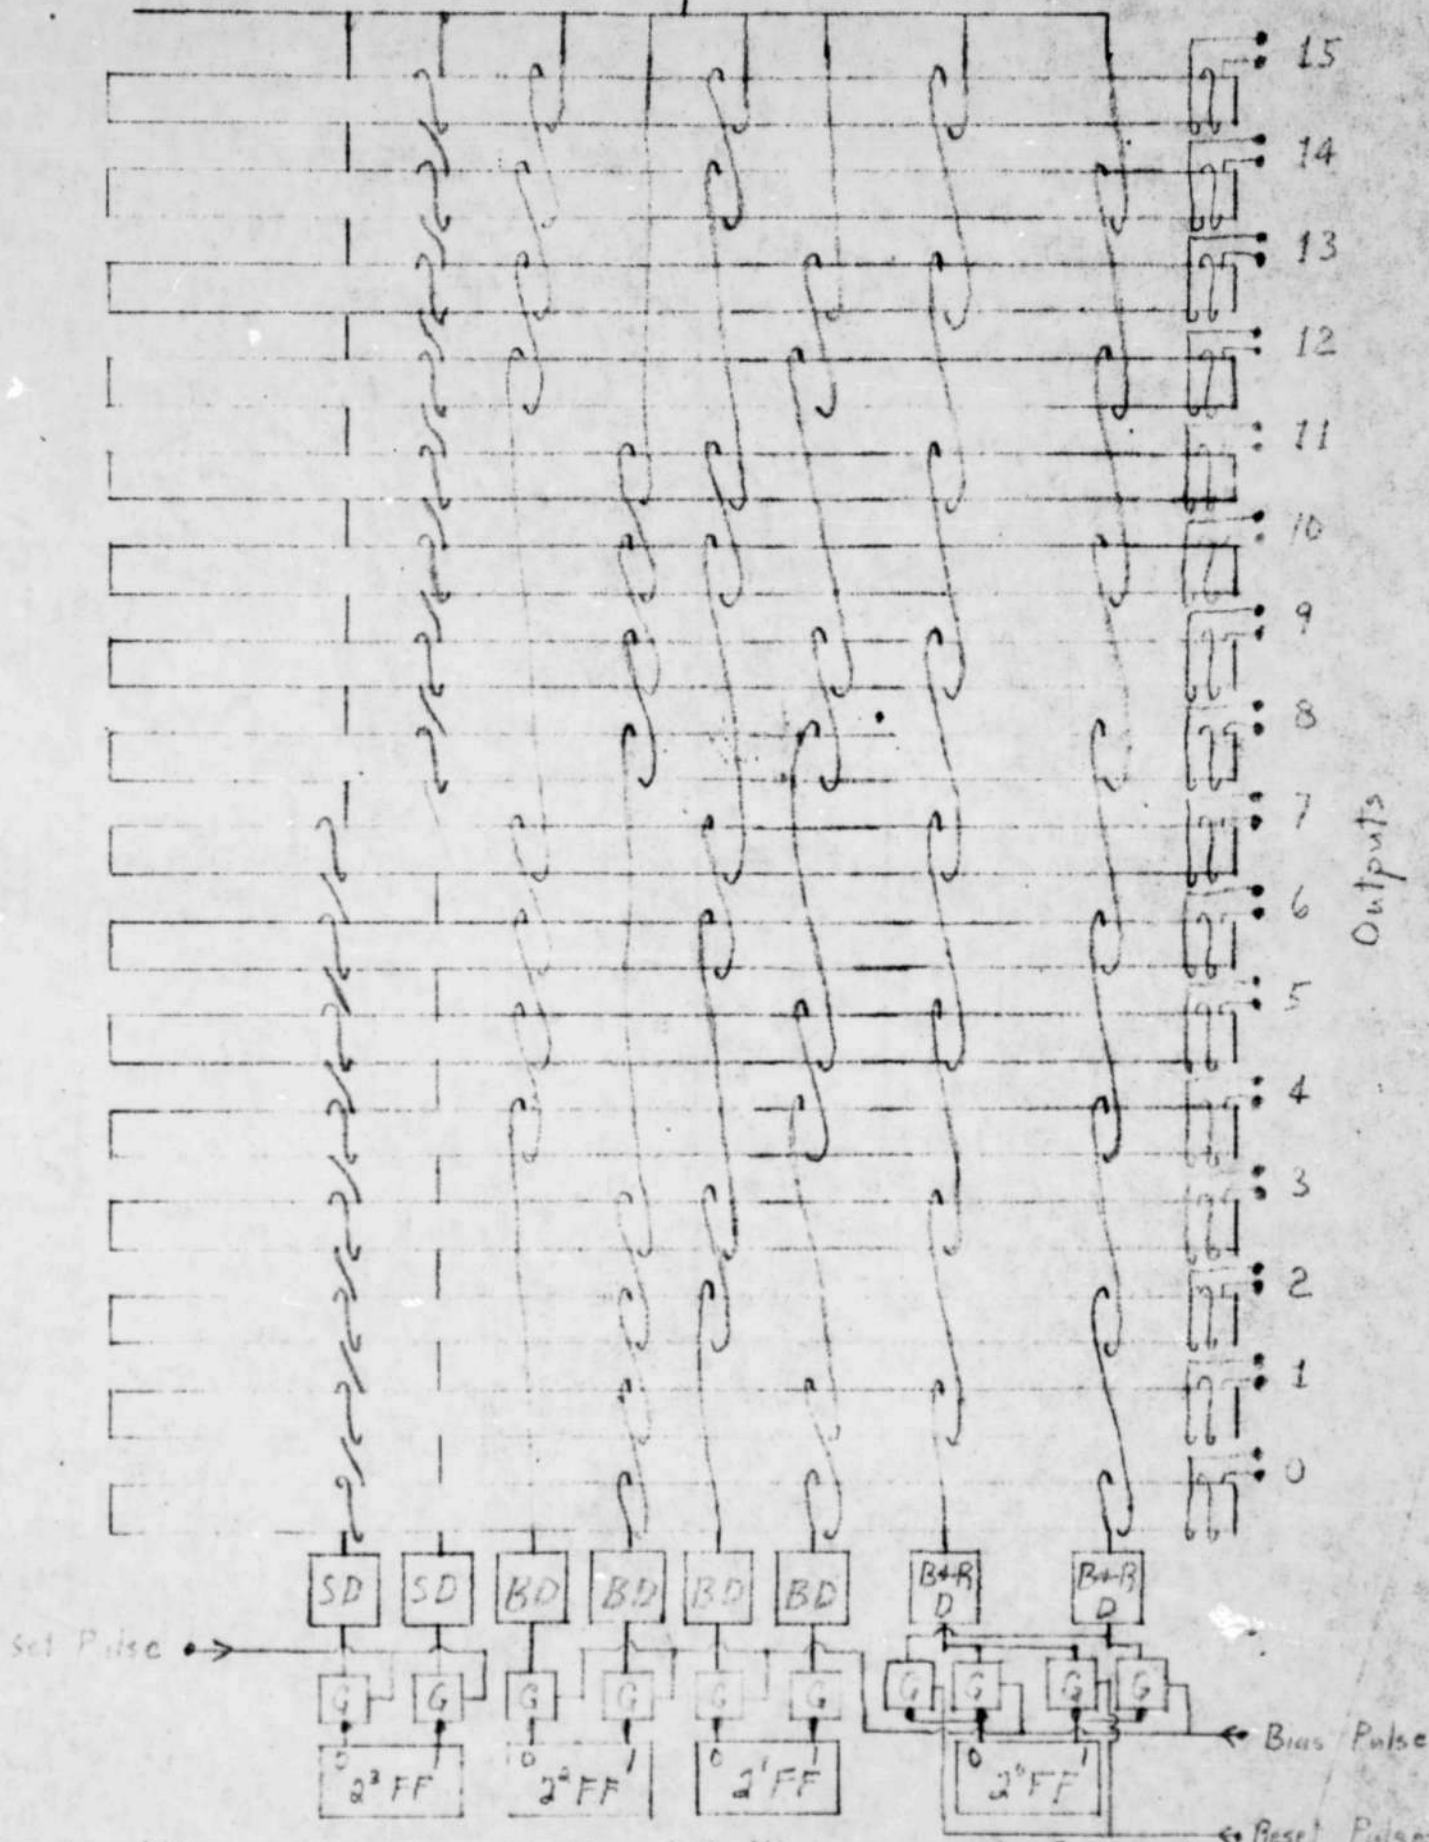 15
14
13
12
11
10
9
8
7
6
5
4
3
2
1
0
Outputs
SD SD BD BD BD BD B+R D B+R D
Set Pulse
G G G G G G G G G G
0 1 0 1 0 1 0 1
2³FF 2²FF 2¹FF 2⁰FF
Bias Pulse
Reset Pulse